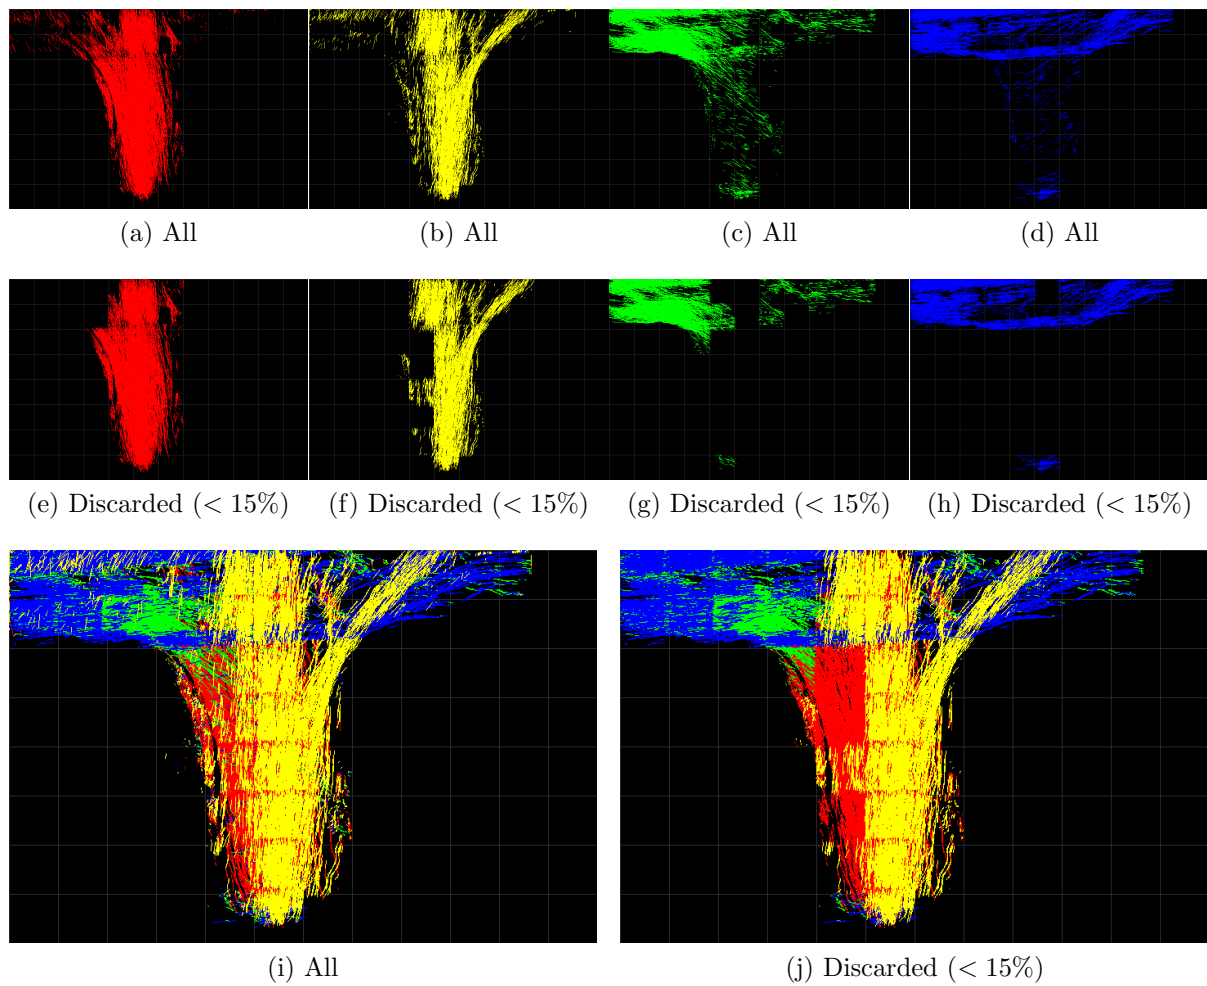 (a) All
(b) All
(c) All
(d) All
(e) Discarded (< 15%)
(f) Discarded (< 15%)
(g) Discarded (< 15%)
(h) Discarded (< 15%)
(i) All
(j) Discarded (< 15%)